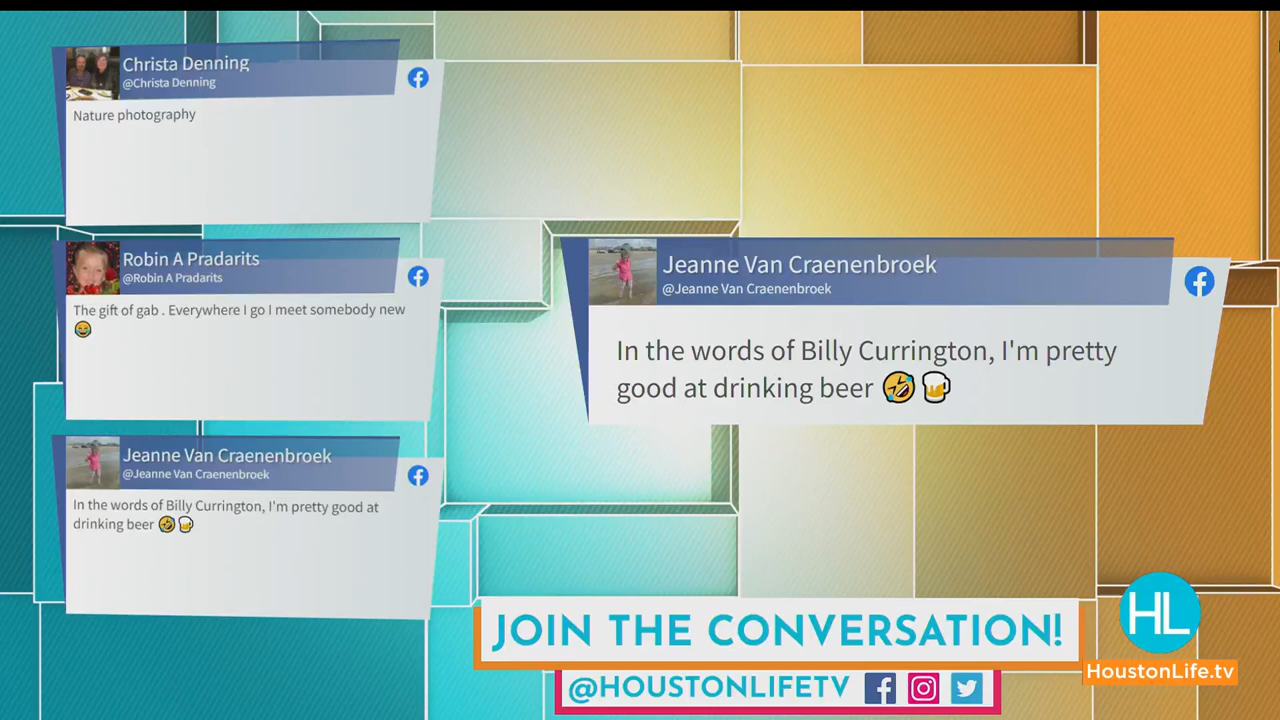 Christa Denning
@Christa Denning
Nature photography
Robin A Pradarits
@Robin A Pradarits
The gift of gab . Everywhere I go I meet somebody new
😂
Jeanne Van Craenenbroek
@Jeanne Van Craenenbroek
In the words of Billy Currington, I'm pretty good at
drinking beer 🤣🍺
Jeanne Van Craenenbroek
@Jeanne Van Craenenbroek
In the words of Billy Currington, I'm pretty
good at drinking beer 🤣🍺
JOIN THE CONVERSATION!
@HOUSTONLIFETV
HL
HoustonLife.tv